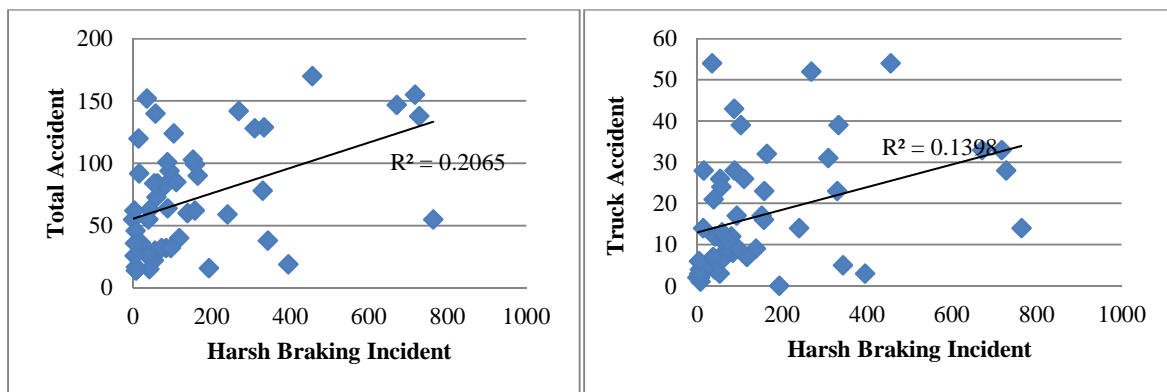 Total Accident
200
150
100
50
0
R² = 0.2065
0 200 400 600 800 1000
Harsh Braking Incident
Truck Accident
60
50
40
30
20
10
0
R² = 0.1398
0 200 400 600 800 1000
Harsh Braking Incident